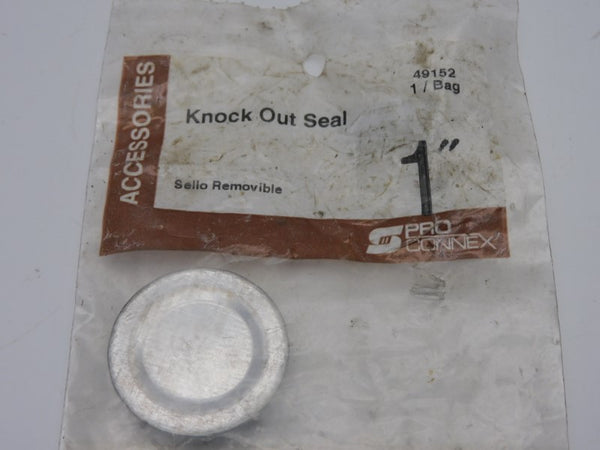 ACCESSORIES
49152
1 / Bag
Knock Out Seal
1"
Sello Removible
PRO
CONNEX